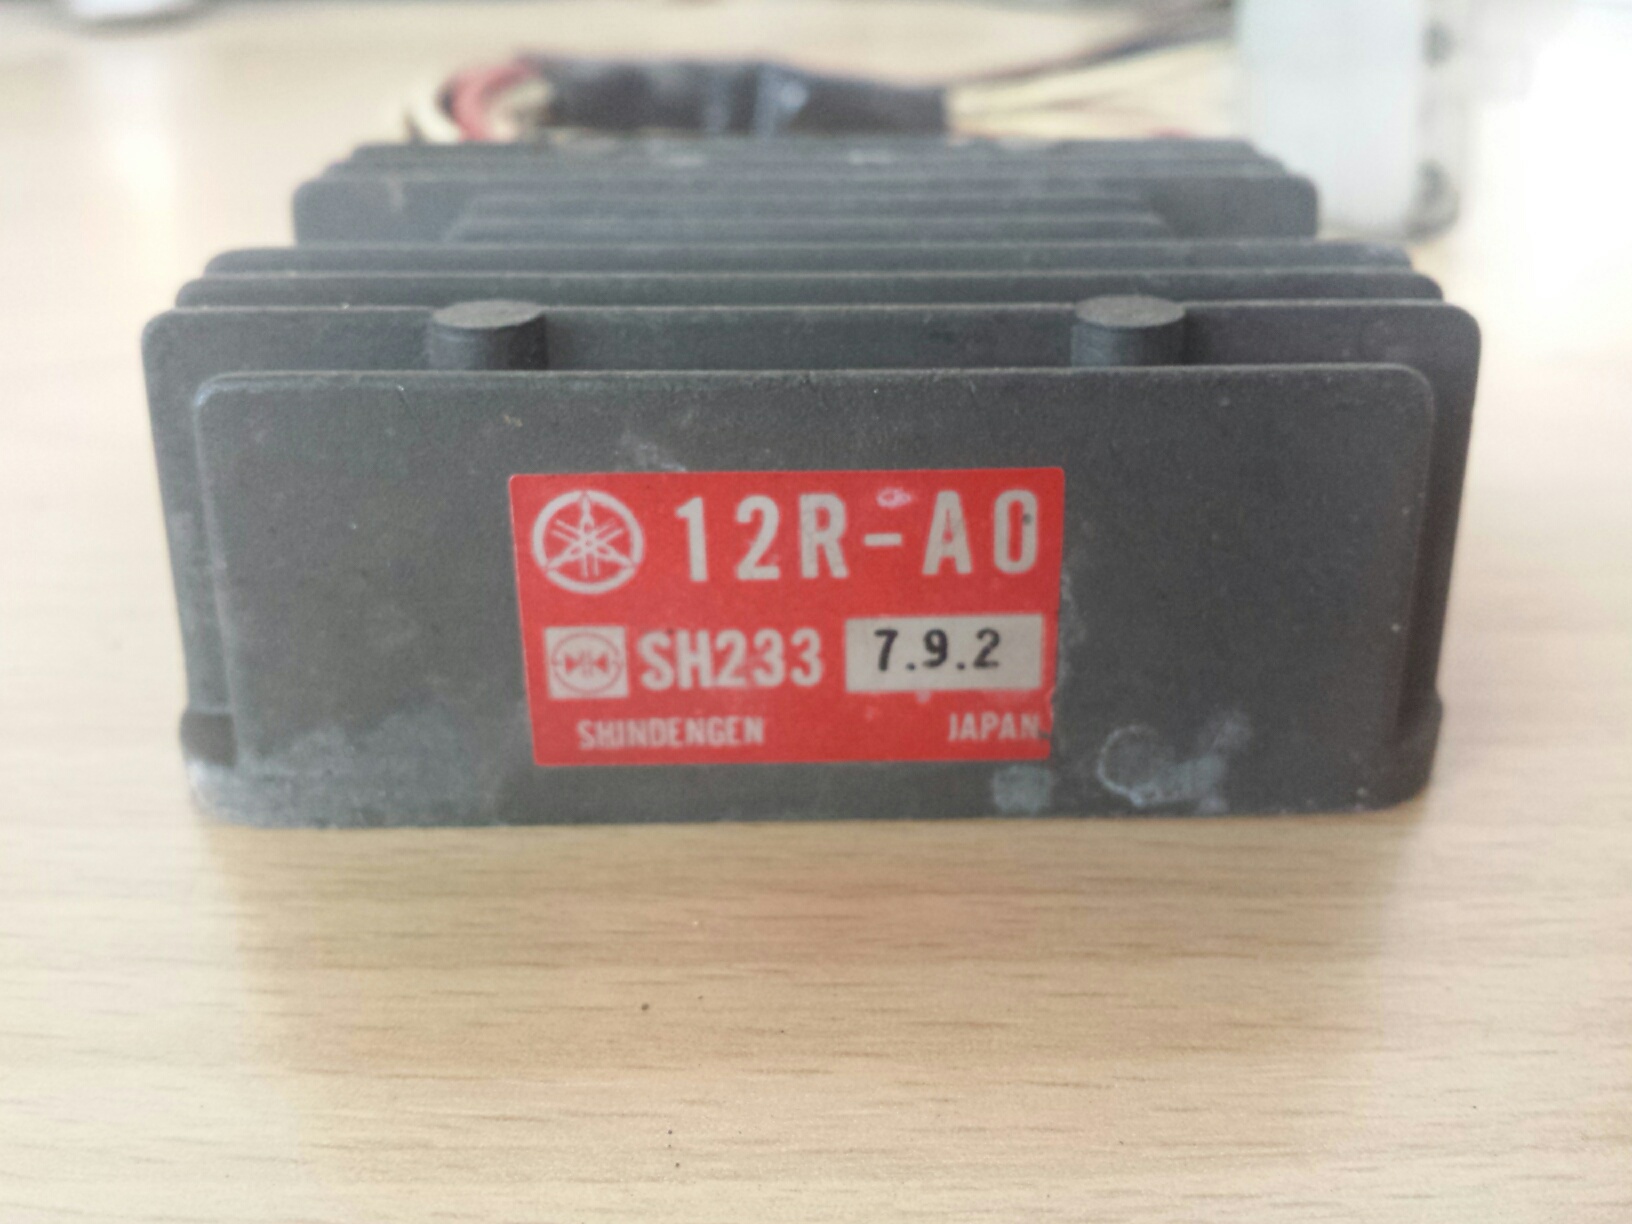 12R-A0
SH233 7.9.2
SHINDENGEN JAPAN